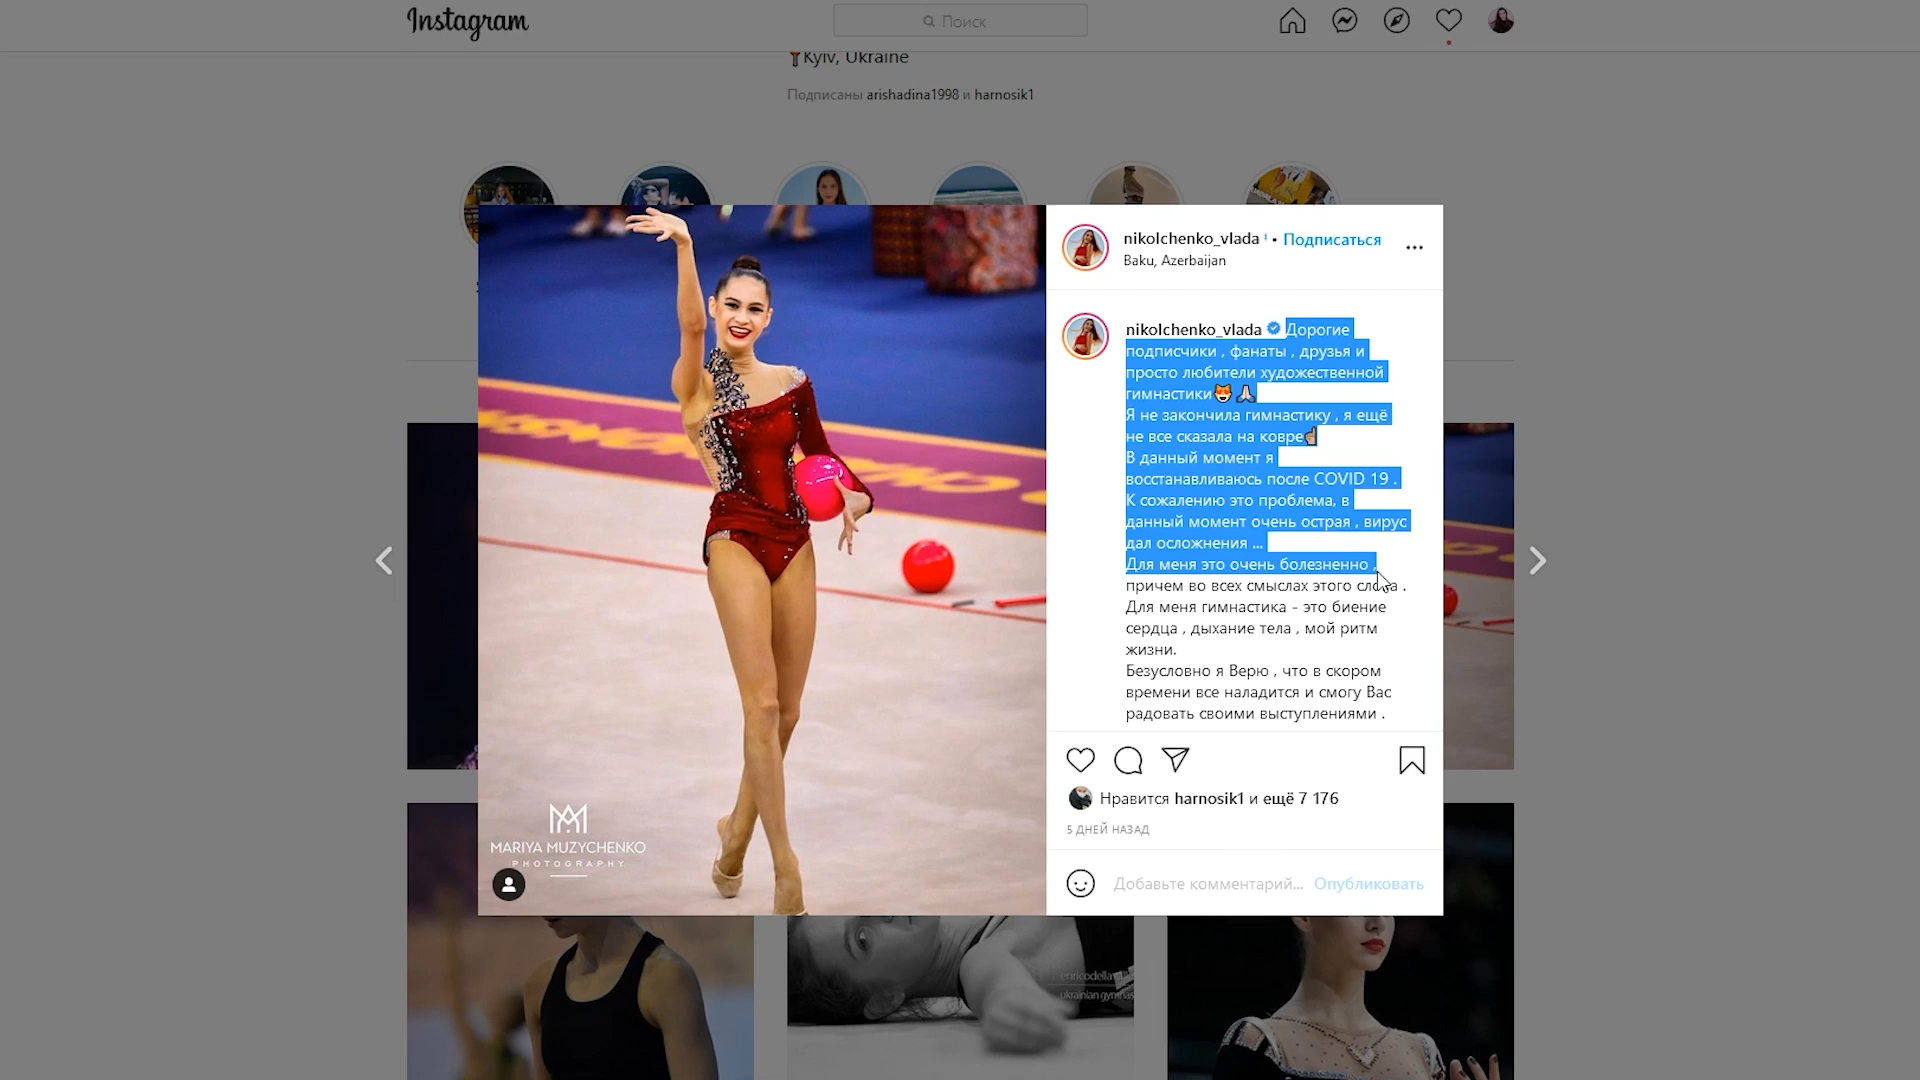 Instagram
Поиск
Kyiv, Ukraine
Подписаны arishadina1998 и harnosik1
nikolchenko_vlada • Подписаться
Baku, Azerbaijan
nikolchenko_vlada Дорогие
подписчики , фанаты , друзья и
просто любители художественной
гимнастики😻🙏🏻
Я не закончила гимнастику , я ещё
не все сказала на ковре☝🏽
В данный момент я
восстанавливаюсь после COVID 19 .
К сожалению это проблема, в
данный момент очень острая , вирус
дал осложнения ...
Для меня это очень болезненно ,
причем во всех смыслах этого слова .
Для меня гимнастика - это биение
сердца , дыхание тела , мой ритм
жизни.
Безусловно я Верю , что в скором
времени все наладится и смогу Вас
радовать своими выступлениями .
Нравится harnosik1 и ещё 7 176
5 ДНЕЙ НАЗАД
Добавьте комментарий... Опубликовать
MARIYA MUZYCHENKO
PHOTOGRAPHY